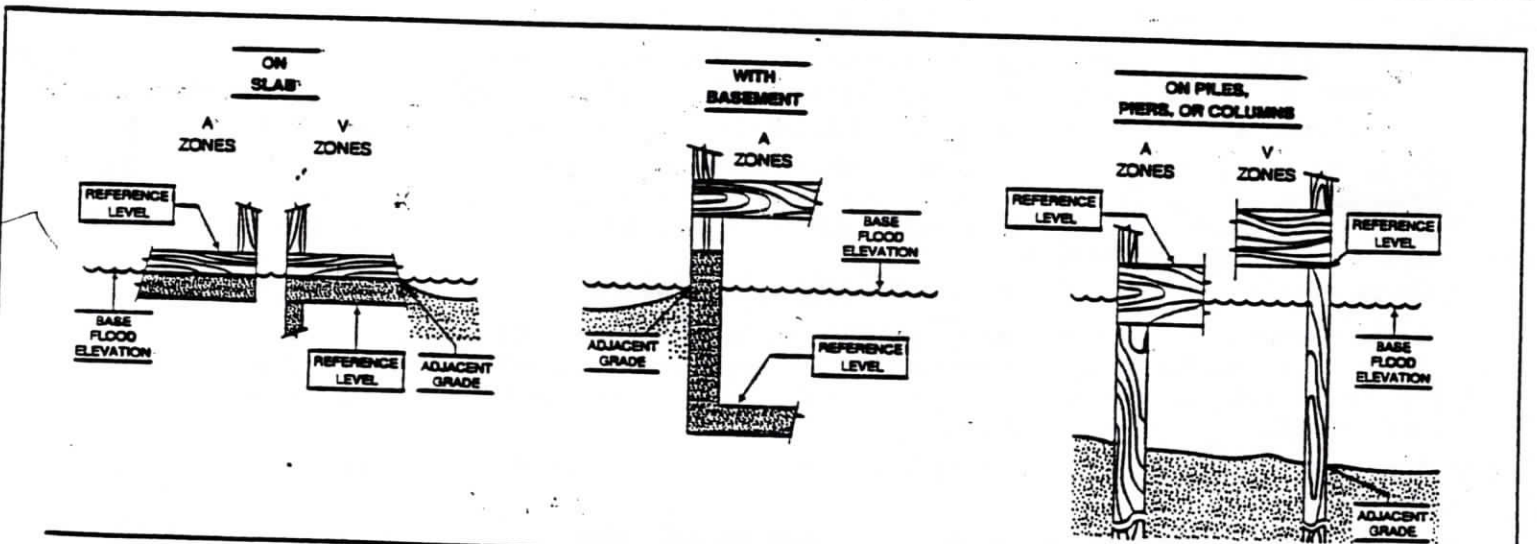 ON
SLAB
A
ZONES
V
ZONES
REFERENCE
LEVEL
BASE
FLOOD
ELEVATION
REFERENCE
LEVEL
ADJACENT
GRADE
WITH
BASEMENT
A
ZONES
BASE
FLOOD
ELEVATION
ADJACENT
GRADE
REFERENCE
LEVEL
ON PILES,
PIERS, OR COLUMNS
A
ZONES
V
ZONES
REFERENCE
LEVEL
REFERENCE
LEVEL
BASE
FLOOD
ELEVATION
ADJACENT
GRADE